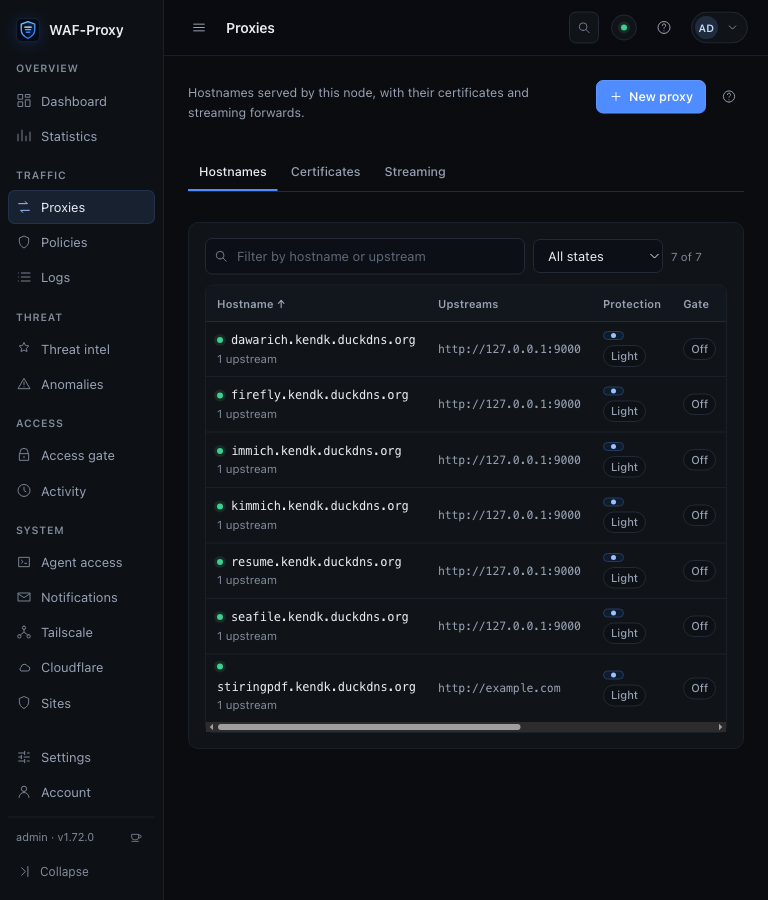 WAF-Proxy
OVERVIEW
Dashboard
Statistics
TRAFFIC
Proxies
Policies
Logs
THREAT
Threat intel
Anomalies
ACCESS
Access gate
Activity
SYSTEM
Agent access
Notifications
Tailscale
Cloudflare
Sites
Settings
Account
admin · v1.72.0
Collapse
Proxies
AD
Hostnames served by this node, with their certificates and
streaming forwards.
+ New proxy
Hostnames Certificates Streaming
Filter by hostname or upstream All states 7 of 7
Hostname ↑ Upstreams Protection Gate
dawarich.kendk.duckdns.org
1 upstream
http://127.0.0.1:9000
Light
Off
firefly.kendk.duckdns.org
1 upstream
http://127.0.0.1:9000
Light
Off
immich.kendk.duckdns.org
1 upstream
http://127.0.0.1:9000
Light
Off
kimmich.kendk.duckdns.org
1 upstream
http://127.0.0.1:9000
Light
Off
resume.kendk.duckdns.org
1 upstream
http://127.0.0.1:9000
Light
Off
seafile.kendk.duckdns.org
1 upstream
http://127.0.0.1:9000
Light
Off
stiringpdf.kendk.duckdns.org
1 upstream
http://example.com
Light
Off